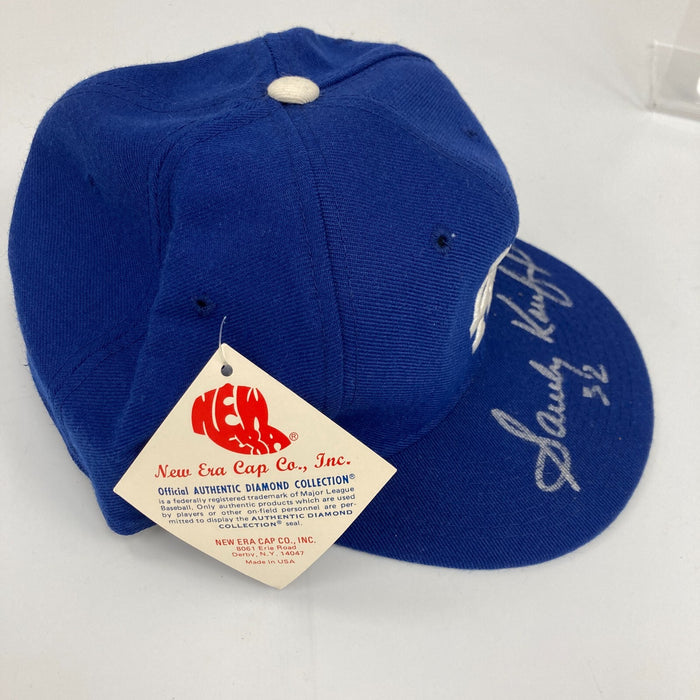 NEW
ERA®
New Era Cap Co., Inc.
Official AUTHENTIC DIAMOND COLLECTION®
is a federally registered trademark of Major League
Baseball. Only authentic products which are used
by players or other on-field personnel are per-
mitted to display the AUTHENTIC DIAMOND
COLLECTION® seal.
NEW ERA CAP CO., INC.
8061 Erie Road
Derby, N.Y. 14047
Made in USA
Sandy Koufax
32